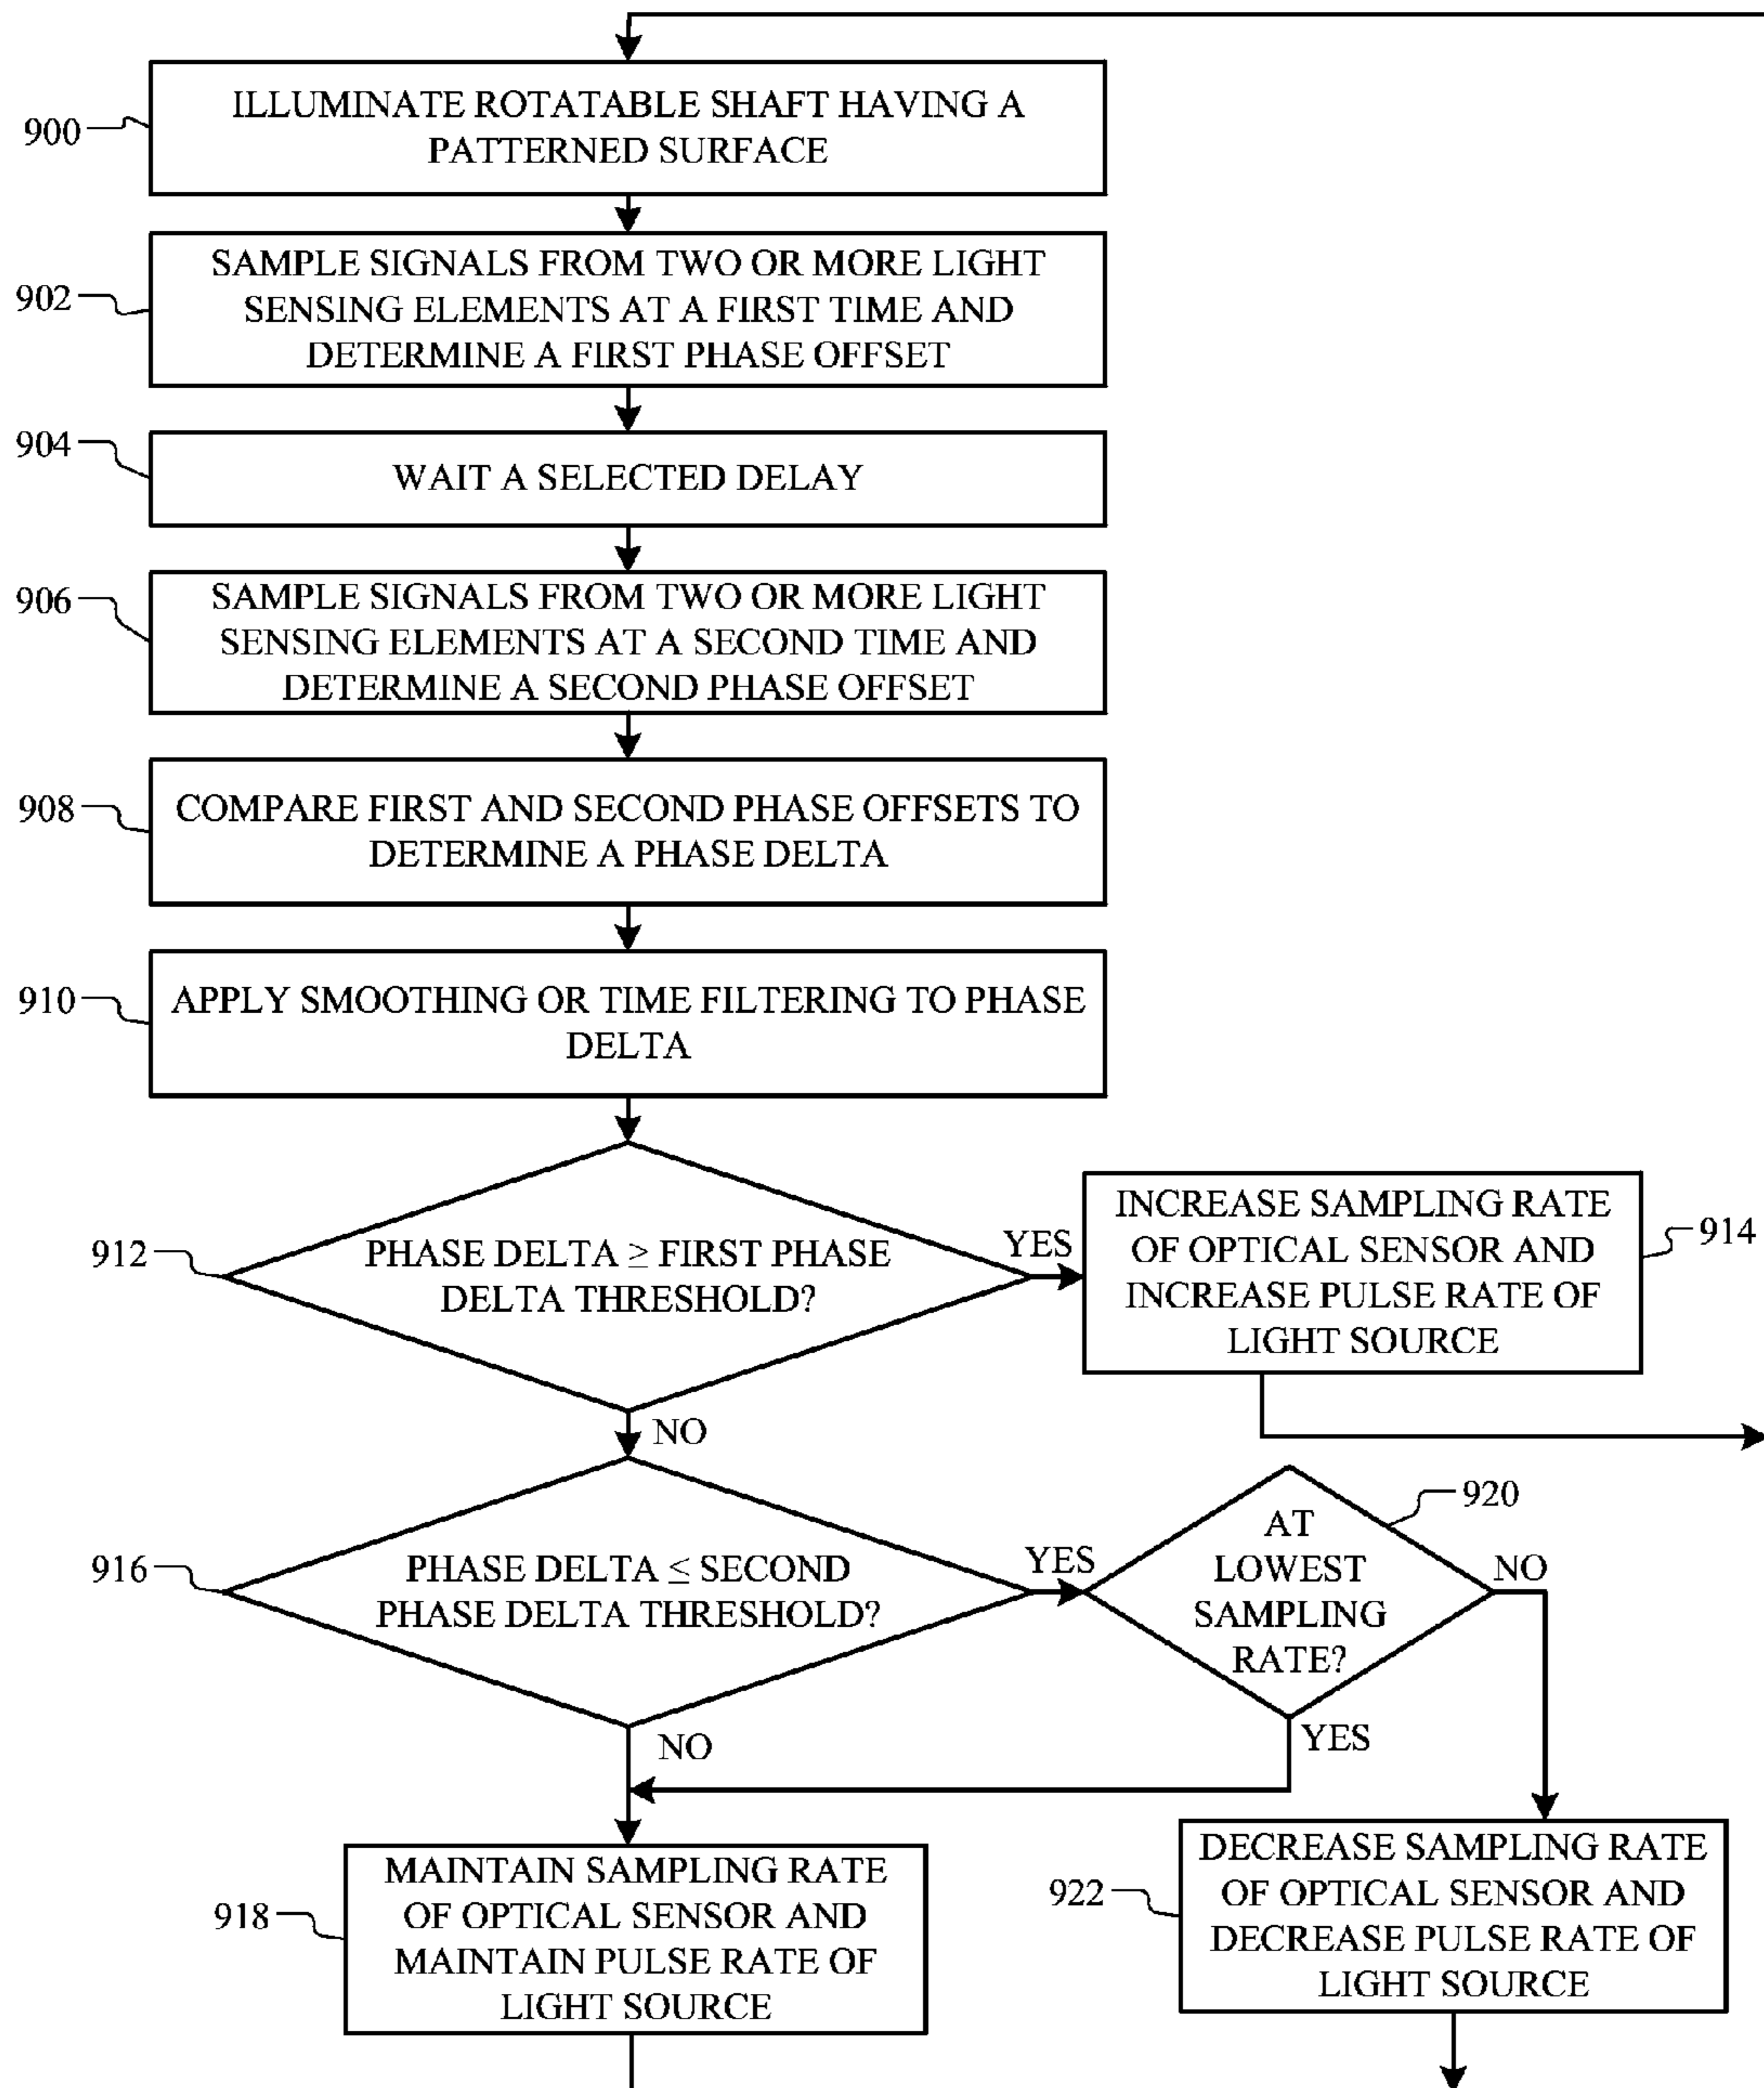 900
ILLUMINATE ROTATABLE SHAFT HAVING A
PATTERNED SURFACE
902
SAMPLE SIGNALS FROM TWO OR MORE LIGHT
SENSING ELEMENTS AT A FIRST TIME AND
DETERMINE A FIRST PHASE OFFSET
904
WAIT A SELECTED DELAY
906
SAMPLE SIGNALS FROM TWO OR MORE LIGHT
SENSING ELEMENTS AT A SECOND TIME AND
DETERMINE A SECOND PHASE OFFSET
908
COMPARE FIRST AND SECOND PHASE OFFSETS TO
DETERMINE A PHASE DELTA
910
APPLY SMOOTHING OR TIME FILTERING TO PHASE
DELTA
912
PHASE DELTA ≥ FIRST PHASE
DELTA THRESHOLD?
YES
INCREASE SAMPLING RATE
OF OPTICAL SENSOR AND
INCREASE PULSE RATE OF
LIGHT SOURCE
914
NO
916
PHASE DELTA ≤ SECOND
PHASE DELTA THRESHOLD?
YES
920
AT
LOWEST
SAMPLING
RATE?
NO
NO
YES
918
MAINTAIN SAMPLING RATE
OF OPTICAL SENSOR AND
MAINTAIN PULSE RATE OF
LIGHT SOURCE
922
DECREASE SAMPLING RATE
OF OPTICAL SENSOR AND
DECREASE PULSE RATE OF
LIGHT SOURCE